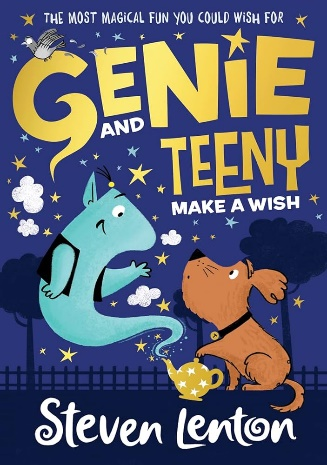 THE MOST MAGICAL FUN YOU COULD WISH FOR
GENiE
AND
TEENY
MAKE A WISH
Steven Lenton